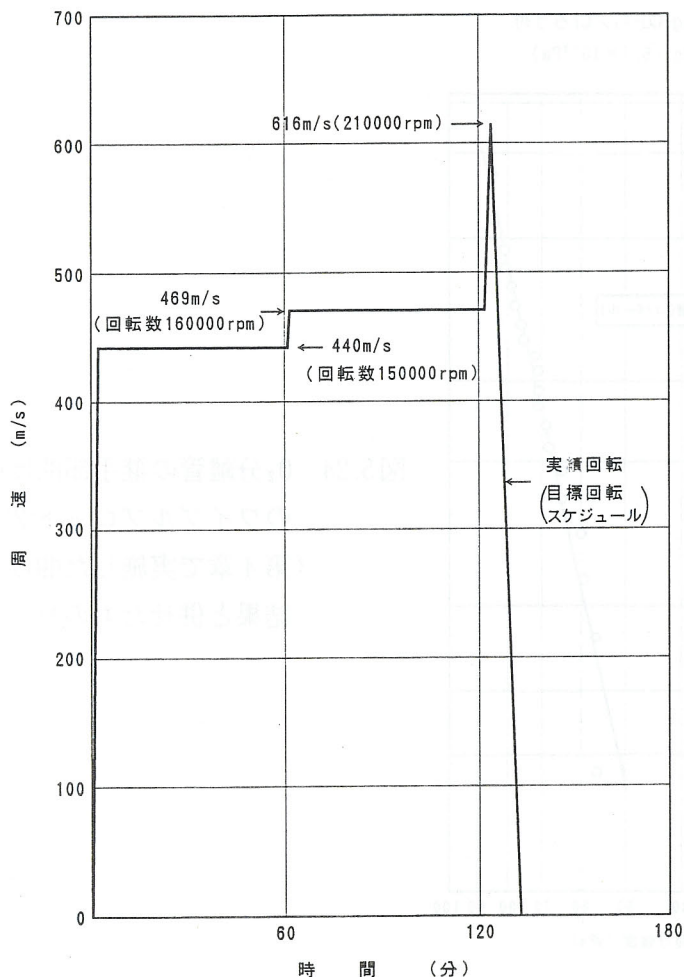 700
600
500
400
300
200
100
0
周 速 (m/s)
616m/s(210000rpm)
469m/s
(回転数160000rpm)
440m/s
(回転数150000rpm)
実績回転
(目標回転
スケジュール)
60
120
180
時 間 (分)